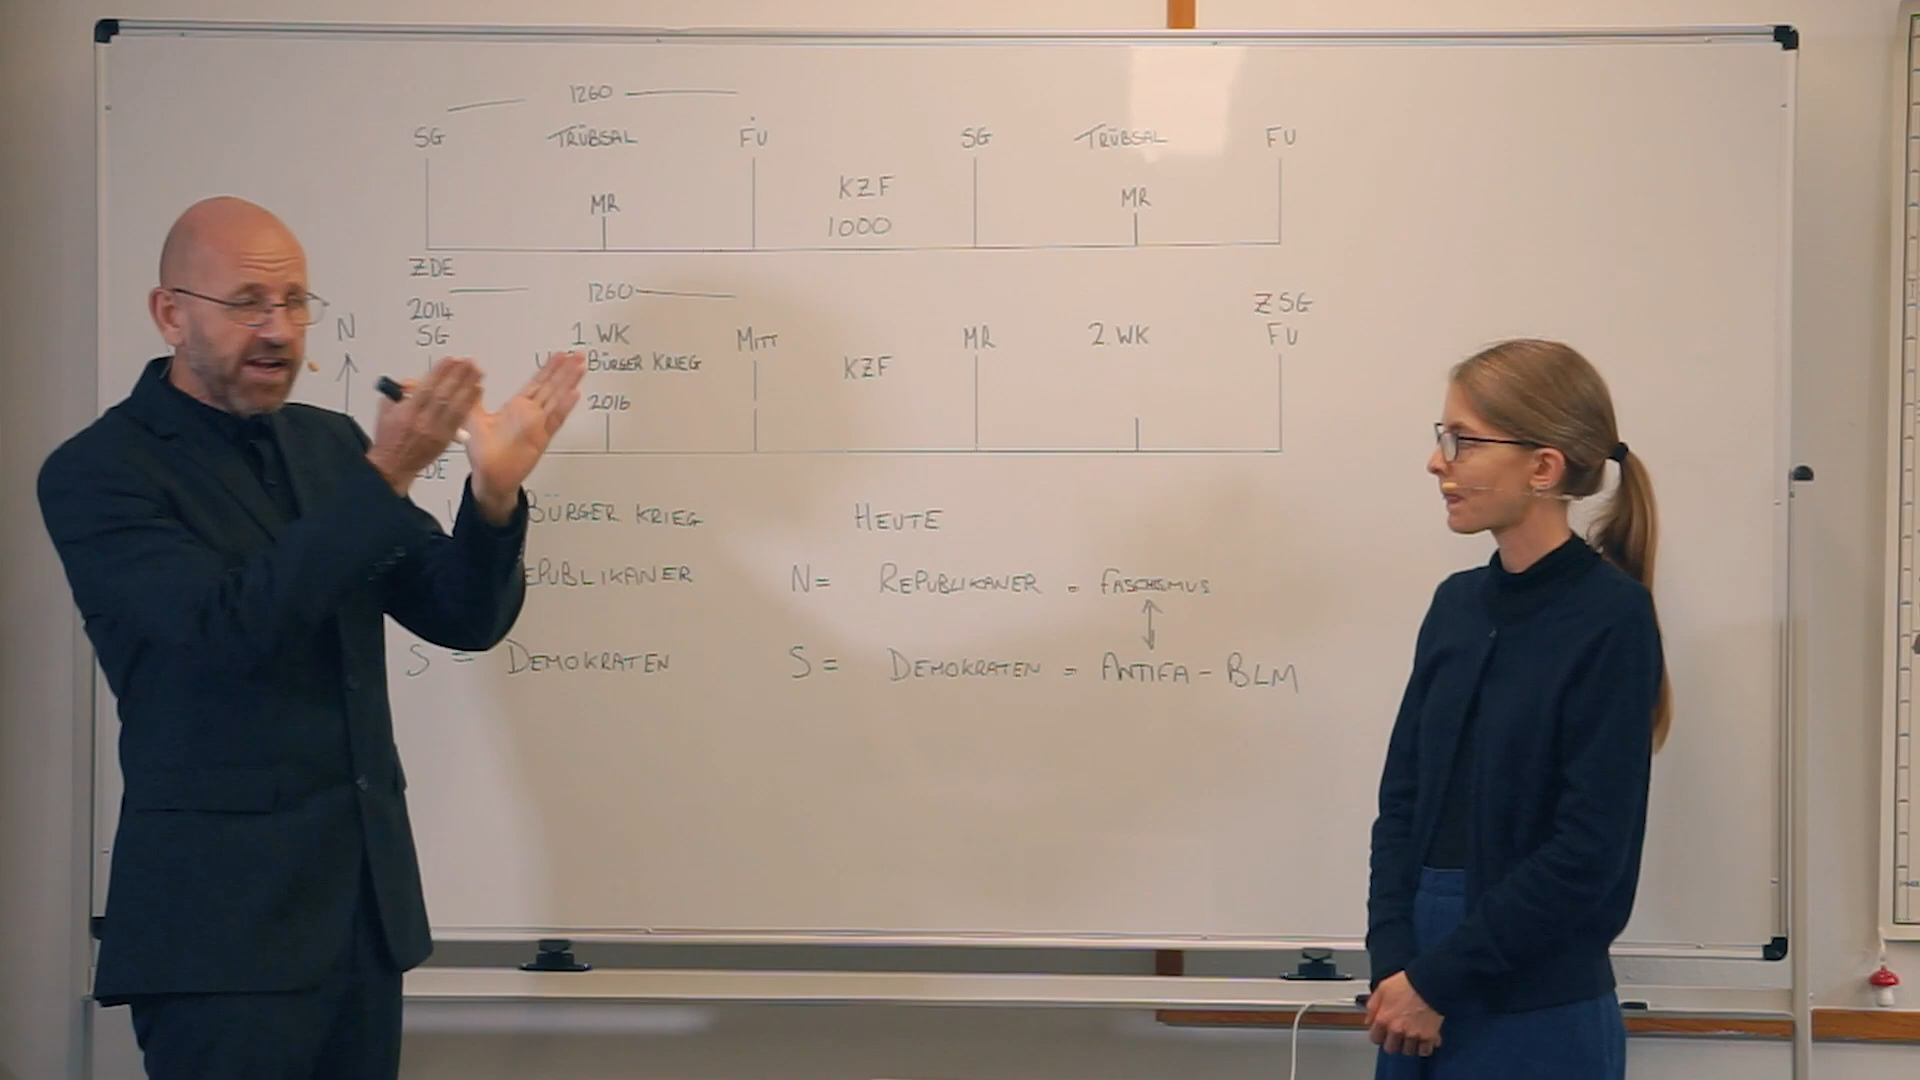 1260
SG TRÜBSAL FU SG TRÜBSAL FU
MR KZF MR
1000
ZDE
1260
2014 ZSG
N SG 1.WK MITT MR 2.WK FU
BÜRGER KRIEG KZF
2016
BÜRGER KRIEG HEUTE
EPUBLIKANER N= REPUBLIKANER = FASCHISMUS
S = DEMOKRATEN S = DEMOKRATEN = ANTIFA - BLM